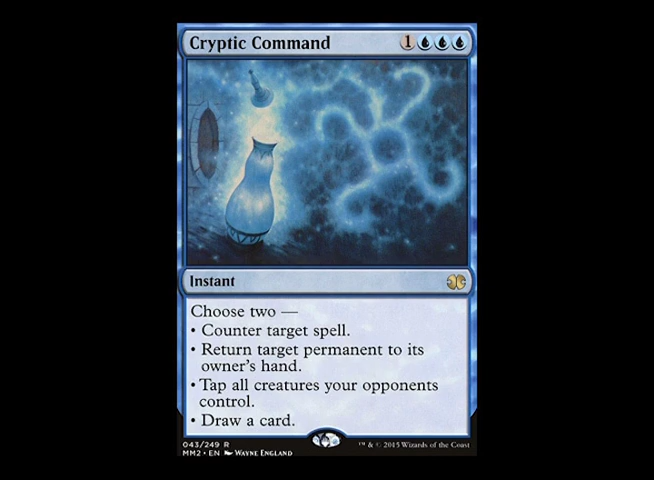 Cryptic Command 1
Instant
Choose two —
• Counter target spell.
• Return target permanent to its
owner's hand.
• Tap all creatures your opponents
control.
• Draw a card.
043/249 R
MM2 • EN Wayne England
™ & © 2015 Wizards of the Coast